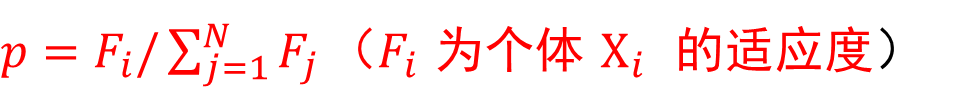 p = F_i/∑_{j=1}^{N} F_j（F_i 为个体 X_i 的适应度）